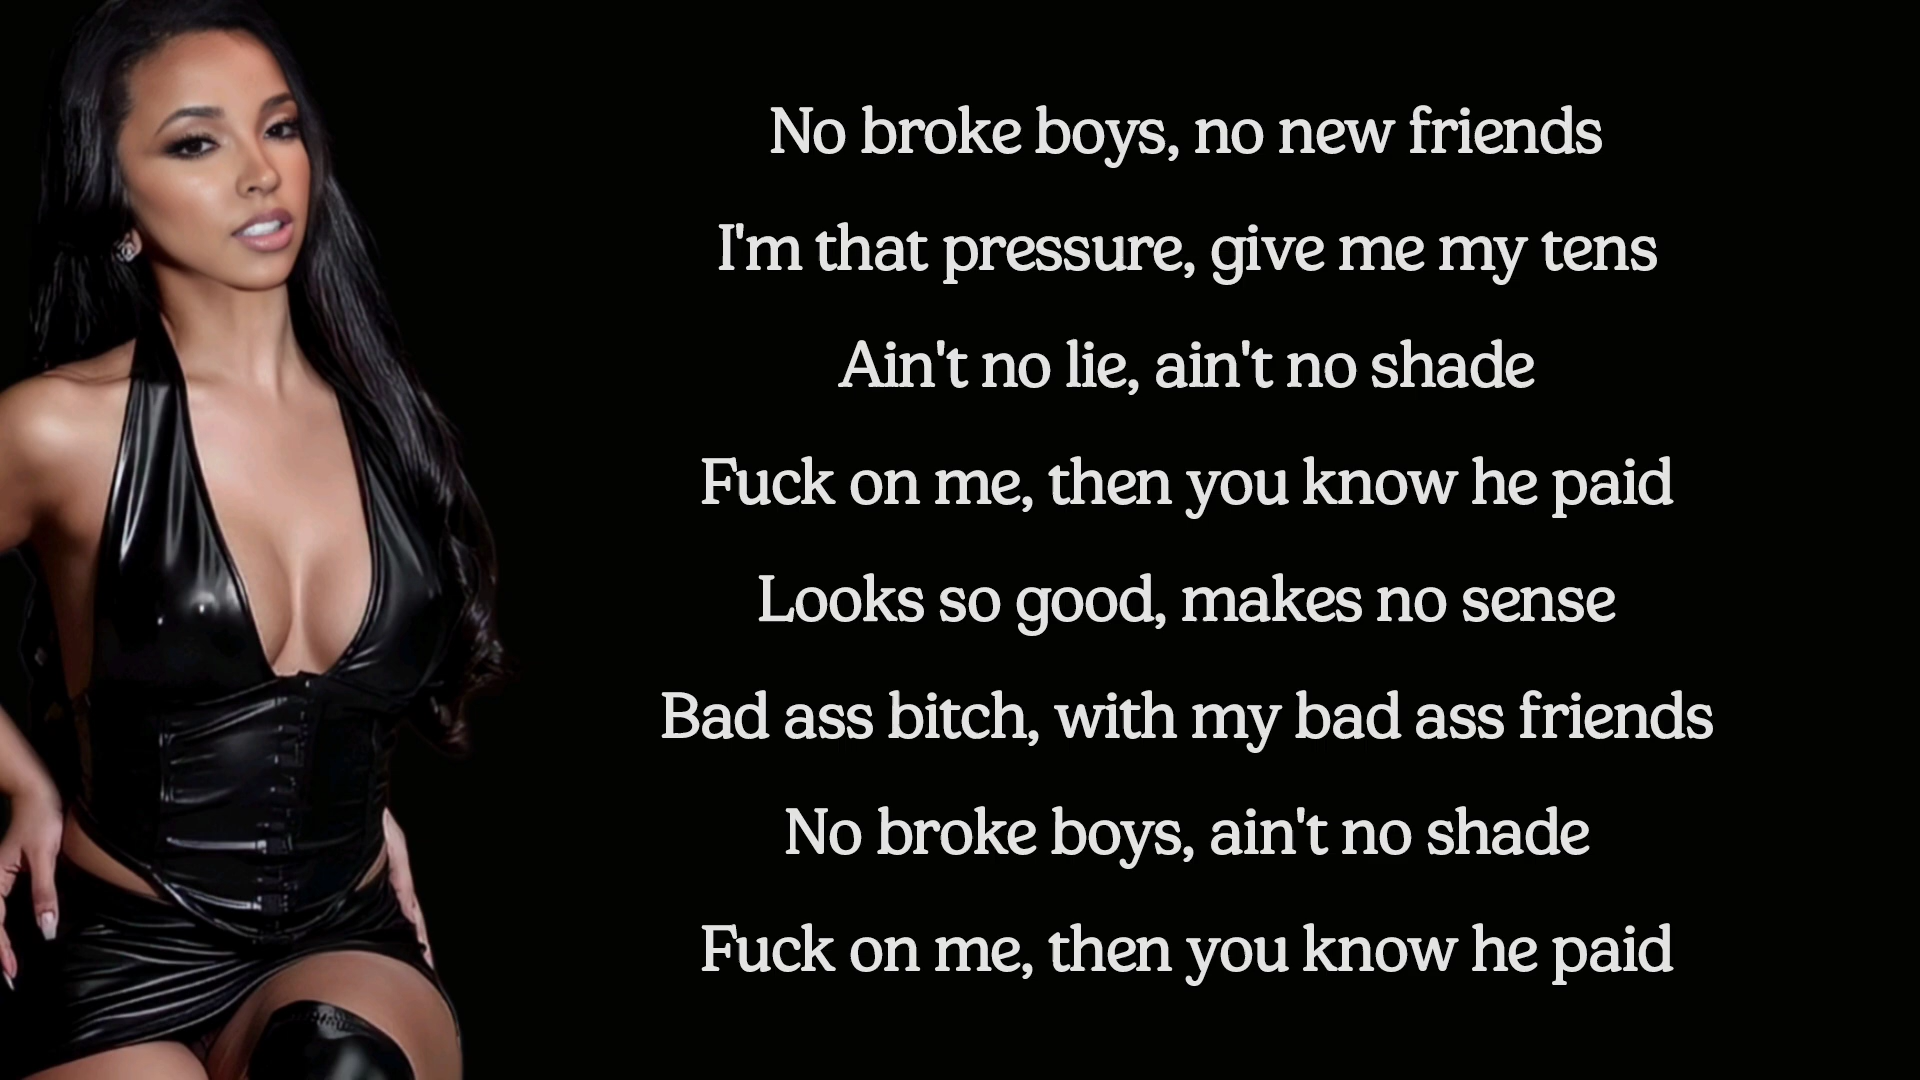 No broke boys, no new friends
I'm that pressure, give me my tens
Ain't no lie, ain't no shade
Fuck on me, then you know he paid
Looks so good, makes no sense
Bad ass bitch, with my bad ass friends
No broke boys, ain't no shade
Fuck on me, then you know he paid